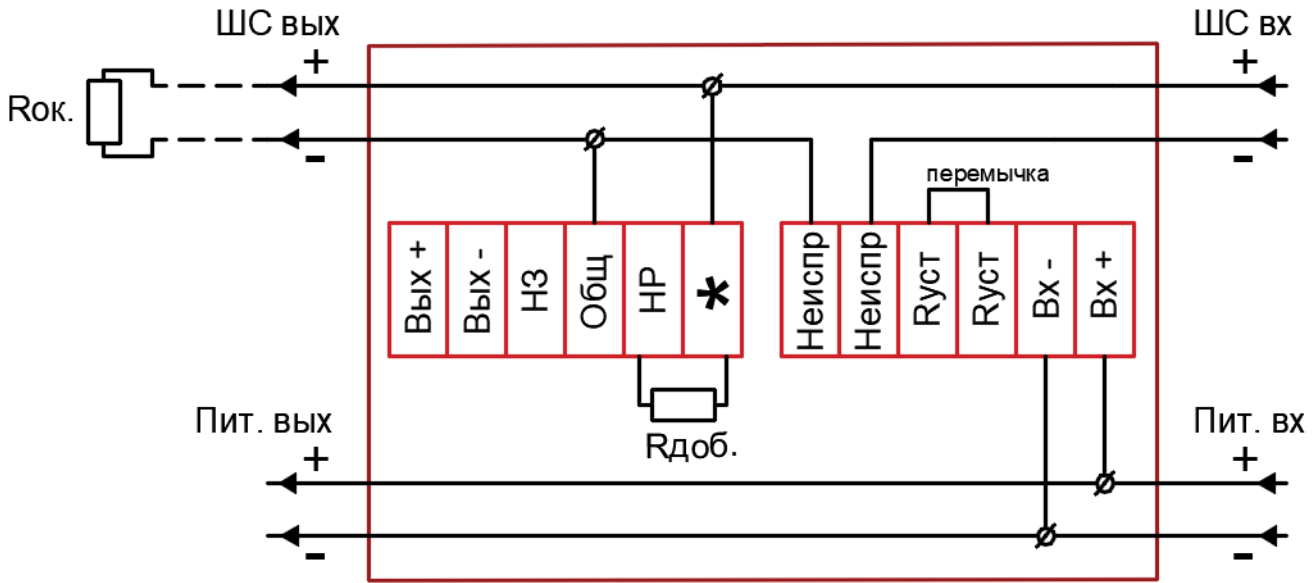 ШС вых
ШС вх
+
+
Rок.
-
-
перемычка
Вых +
Вых -
НЗ
Общ
НР
*
Неиспр
Неиспр
Rуст
Rуст
Вх -
Вх +
Rдоб.
Пит. вых
Пит. вх
+
+
-
-